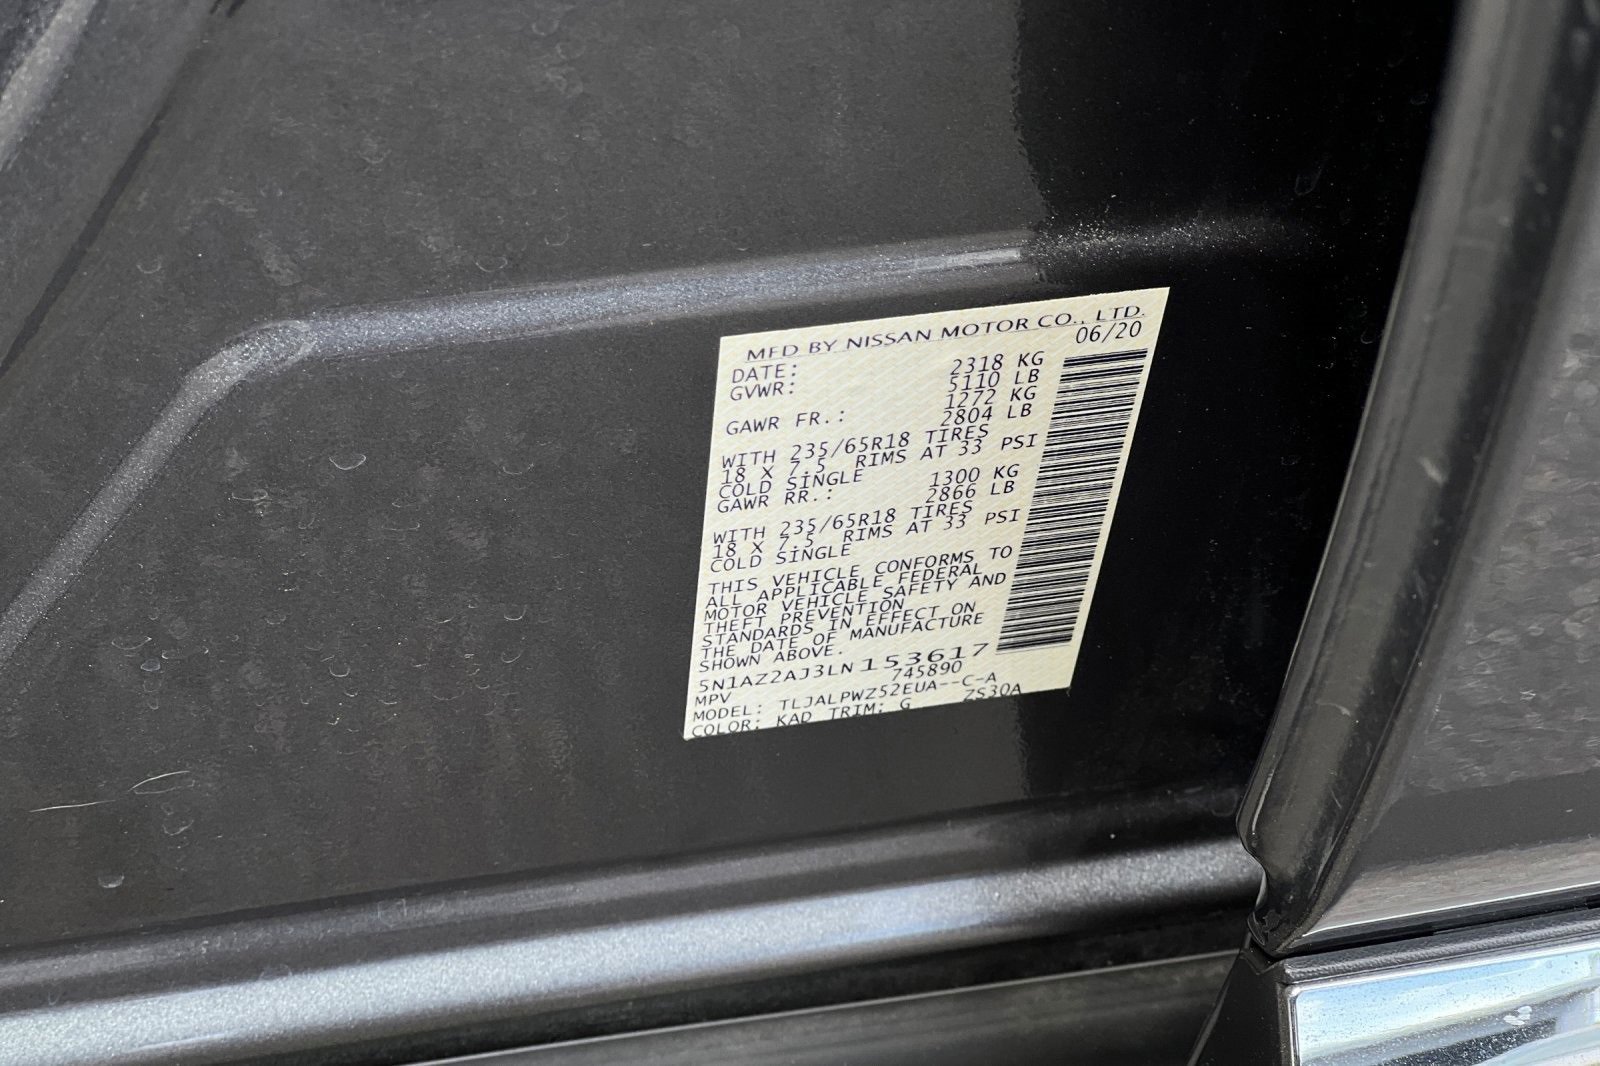 MFD BY NISSAN MOTOR CO., LTD.
DATE: 06/20
GVWR: 2318 KG
5110 LB
1272 KG
GAWR FR.: 2804 LB
WITH 235/65R18 TIRES
18 X 7.5 RIMS AT 33 PSI
COLD SINGLE
1300 KG
GAWR RR.: 2866 LB
WITH 235/65R18 TIRES
18 X 7.5 RIMS AT 33 PSI
COLD SINGLE
THIS VEHICLE CONFORMS TO
ALL APPLICABLE FEDERAL
MOTOR VEHICLE SAFETY AND
THEFT PREVENTION
STANDARDS IN EFFECT ON
THE DATE OF MANUFACTURE
SHOWN ABOVE.
5N1AZ2AJ3LN153617
MPV 745890
MODEL: TLJALPWZ52EUA--C-A
COLOR: KAD TRIM: G ZS30A